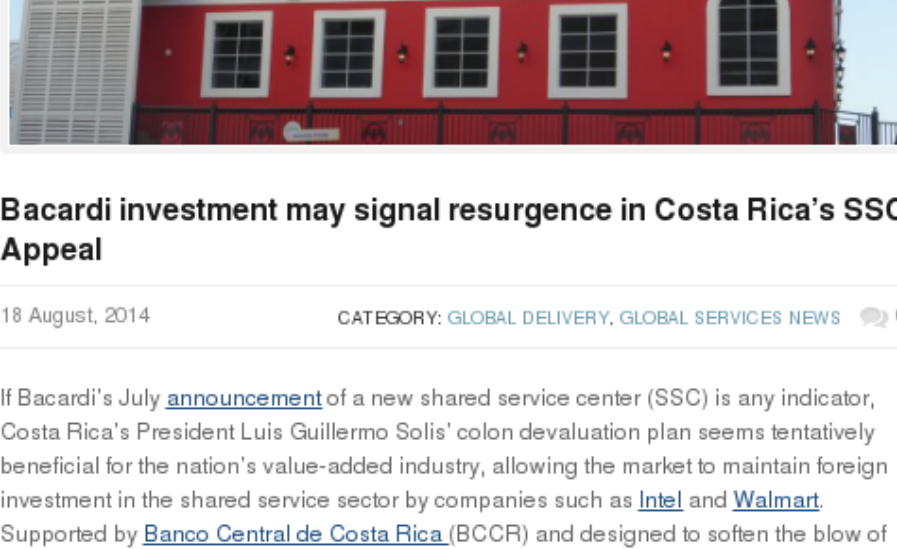 Bacardi investment may signal resurgence in Costa Rica's SSC
Appeal
18 August, 2014 CATEGORY: GLOBAL DELIVERY, GLOBAL SERVICES NEWS
If Bacardi's July announcement of a new shared service center (SSC) is any indicator,
Costa Rica's President Luis Guillermo Solis' colon devaluation plan seems tentatively
beneficial for the nation's value-added industry, allowing the market to maintain foreign
investment in the shared service sector by companies such as Intel and Walmart.
Supported by Banco Central de Costa Rica (BCCR) and designed to soften the blow of